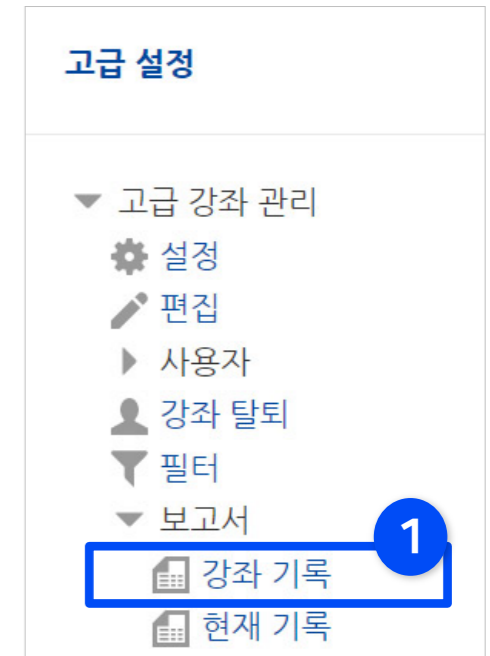 고급 설정
고급 강좌 관리
설정
편집
사용자
강좌 탈퇴
필터
보고서
1
강좌 기록
현재 기록